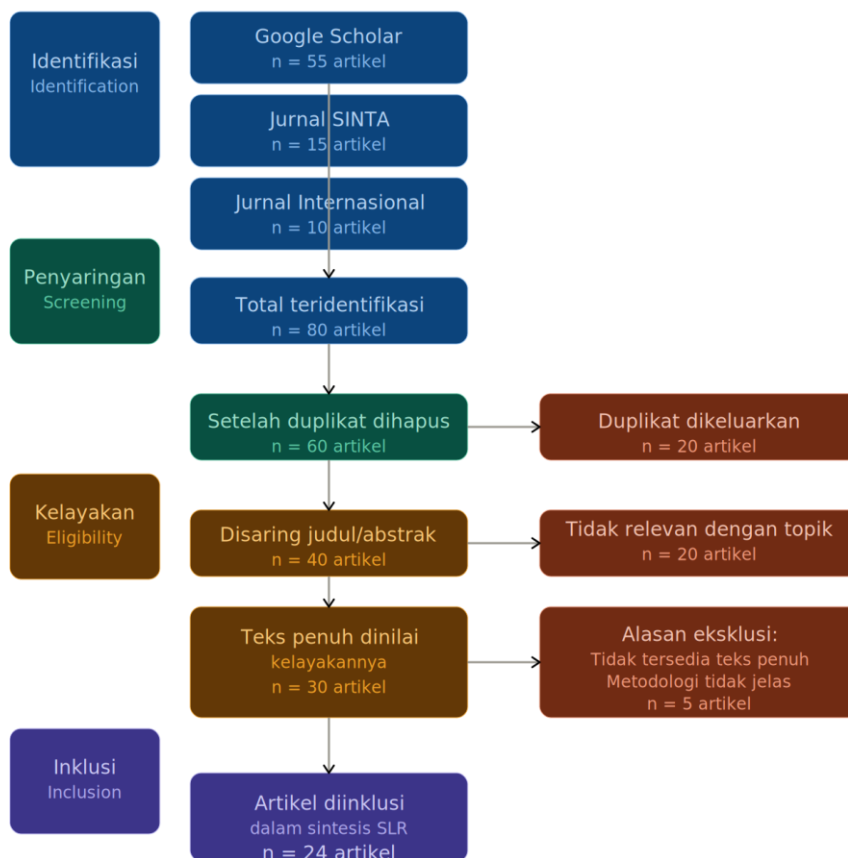 Identifikasi
Identification
Google Scholar
n = 55 artikel
Jurnal SINTA
n = 15 artikel
Jurnal Internasional
n = 10 artikel
Penyaringan
Screening
Total teridentifikasi
n = 80 artikel
Setelah duplikat dihapus
n = 60 artikel
Duplikat dikeluarkan
n = 20 artikel
Kelayakan
Eligibility
Disaring judul/abstrak
n = 40 artikel
Tidak relevan dengan topik
n = 20 artikel
Teks penuh dinilai
kelayakannya
n = 30 artikel
Alasan eksklusi:
Tidak tersedia teks penuh
Metodologi tidak jelas
n = 5 artikel
Inklusi
Inclusion
Artikel diinklusi
dalam sintesis SLR
n = 24 artikel